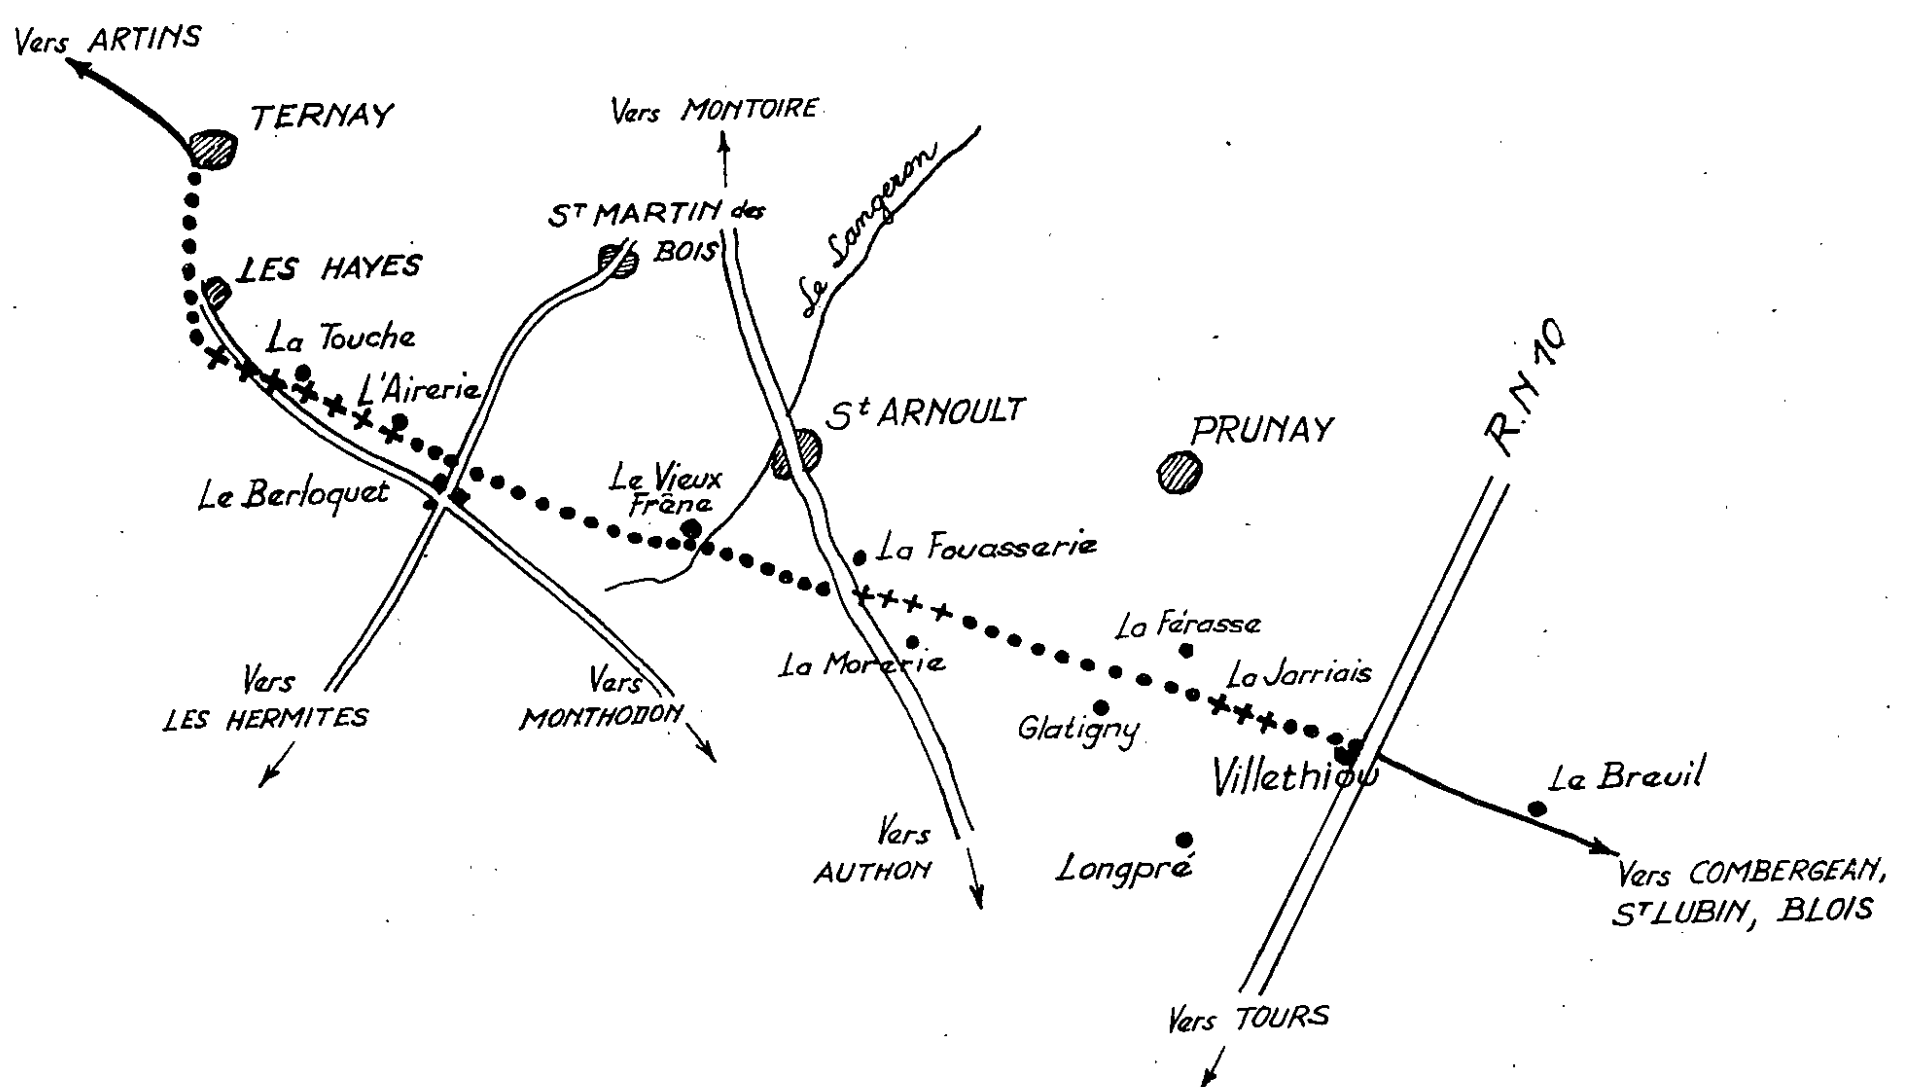 Vers ARTINS
TERNAY
Vers MONTOIRE
Le Langeron
ST MARTIN des
BOIS
LES HAYES
La Touche
L'Airerie
R.N 10
St ARNOULT
PRUNAY
Le Vieux
Frêne
Le Berloquet
La Fouasserie
La Férasse
La Morerie
La Jarriais
Vers
LES HERMITES
Vers
MONTHODON
Glatigny
Villethiou
Le Breuil
Vers
AUTHON
Longpré
Vers COMBERGEAN,
ST LUBIN, BLOIS
Vers TOURS